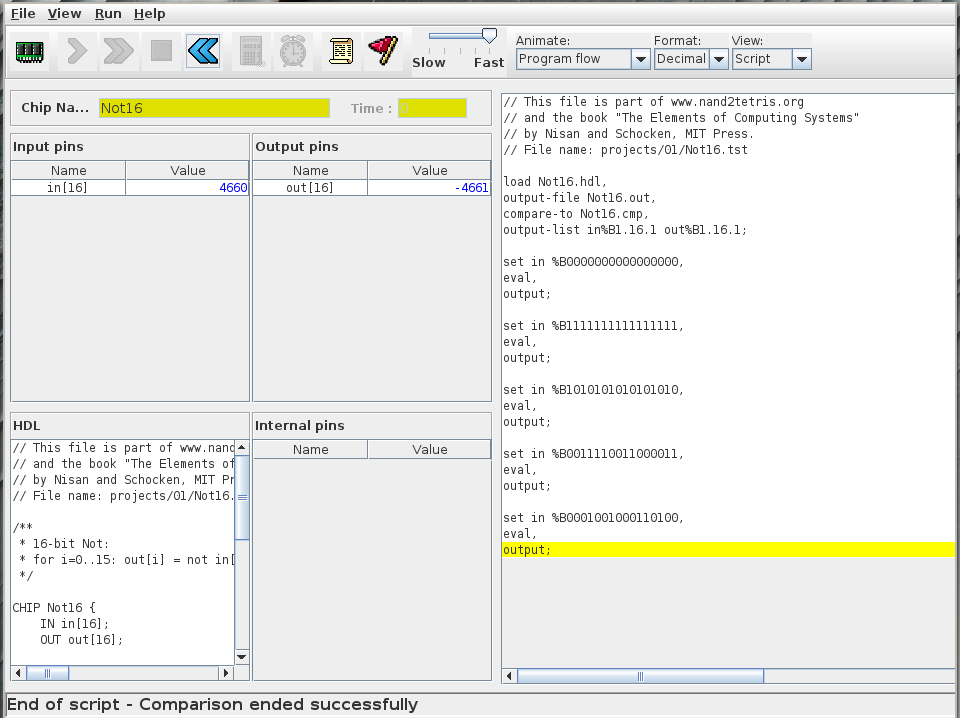 File View Run Help
Animate: Format: View:
Slow Fast Program flow Decimal Script
Chip Na... Not16 Time :
Input pins
Name Value
in[16] 4660
Output pins
Name Value
out[16] -4661
HDL
// This file is part of www.nand
// and the book "The Elements of
// by Nisan and Schocken, MIT Pr
// File name: projects/01/Not16.
/**
* 16-bit Not:
* for i=0..15: out[i] = not in[
*/
CHIP Not16 {
IN in[16];
OUT out[16];
Internal pins
Name Value
// This file is part of www.nand2tetris.org
// and the book "The Elements of Computing Systems"
// by Nisan and Schocken, MIT Press.
// File name: projects/01/Not16.tst
load Not16.hdl,
output-file Not16.out,
compare-to Not16.cmp,
output-list in%B1.16.1 out%B1.16.1;
set in %B0000000000000000,
eval,
output;
set in %B1111111111111111,
eval,
output;
set in %B1010101010101010,
eval,
output;
set in %B0011110011000011,
eval,
output;
set in %B0001001000110100,
eval,
output;
End of script - Comparison ended successfully